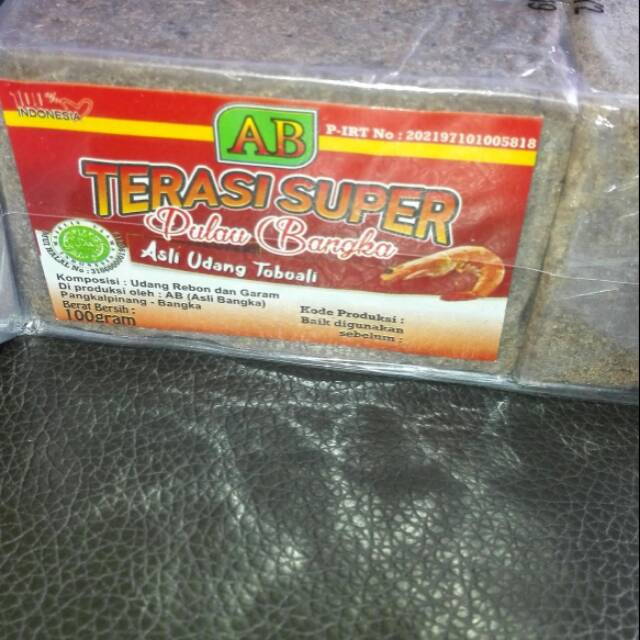 100% INDONESIA
AB
P-IRT No : 202197101005818
TERASI SUPER
Pulau Bangka
Asli Udang Toboali
Komposisi : Udang Rebon dan Garam
Di produksi oleh : AB (Asli Bangka)
Pangkalpinang - Bangka
Berat Bersih :
100gram
Kode Produksi :
Baik digunakan
sebelum :